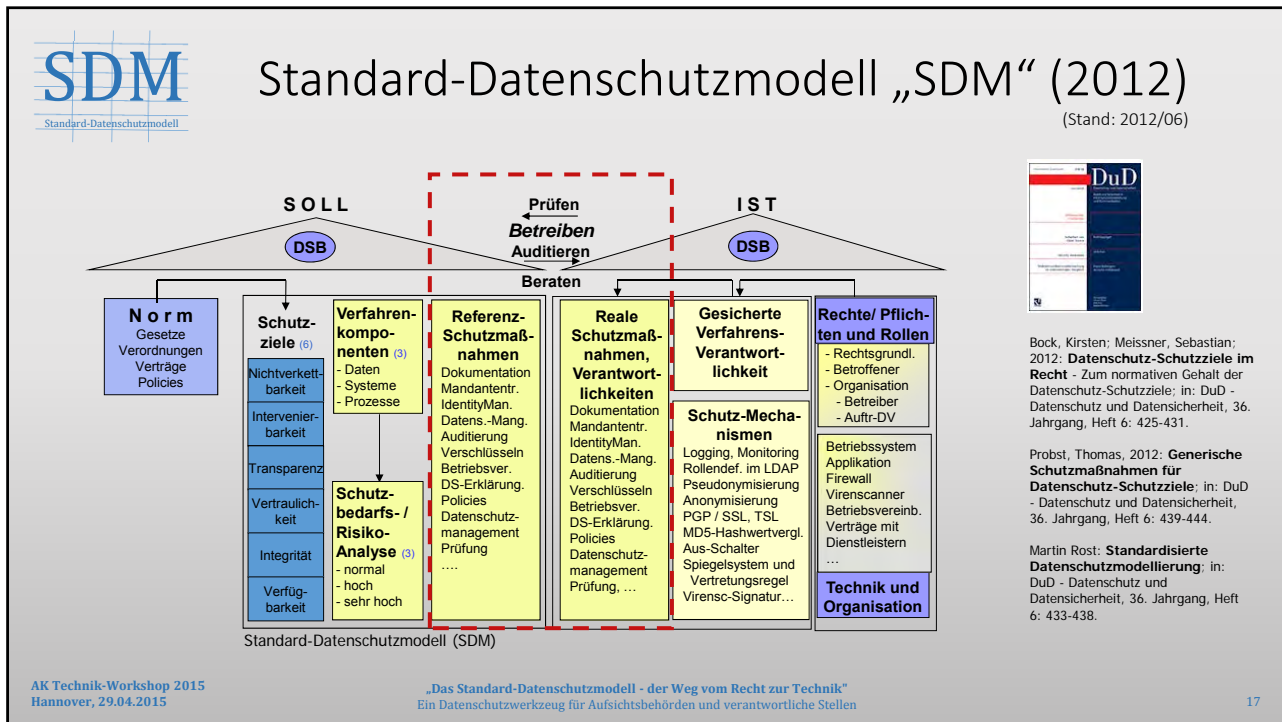 SDM
Standard-Datenschutzmodell
Standard-Datenschutzmodell „SDM“ (2012)
(Stand: 2012/06)
S O L L
DSB
Prüfen
Betreiben
Auditieren
Beraten
I S T
DSB
N o r m
Gesetze
Verordnungen
Verträge
Policies
Schutz-
ziele (6)
Nichtverkett-
barkeit
Intervenier-
barkeit
Transparenz
Vertraulich-
keit
Integrität
Verfüg-
barkeit
Verfahren-
kompo-
nenten (3)
- Daten
- Systeme
- Prozesse
Schutz-
bedarfs- /
Risiko-
Analyse (3)
- normal
- hoch
- sehr hoch
Referenz-
Schutzmaß-
nahmen
Dokumentation
Mandantentr.
IdentityMan.
Datens.-Mang.
Auditierung
Verschlüsseln
Betriebsver.
DS-Erklärung.
Policies
Datenschutz-
management
Prüfung
….
Reale
Schutzmaß-
nahmen,
Verantwort-
lichkeiten
Dokumentation
Mandantentr.
IdentityMan.
Datens.-Mang.
Auditierung
Verschlüsseln
Betriebsver.
DS-Erklärung.
Policies
Datenschutz-
management
Prüfung, …
Gesicherte
Verfahrens-
Verantwort-
lichkeit
Schutz-Mecha-
nismen
Logging, Monitoring
Rollendef. im LDAP
Pseudonymisierung
Anonymisierung
PGP / SSL, TSL
MD5-Hashwertvergl.
Aus-Schalter
Spiegelsystem und
Vertretungsregel
Virensc-Signatur…
Rechte/ Pflich-
ten und Rollen
- Rechtsgrundl.
- Betroffener
- Organisation
- Betreiber
- Auftr-DV
Betriebssystem
Applikation
Firewall
Virenscanner
Betriebsvereinb.
Verträge mit
Dienstleistern
…
Technik und
Organisation
Standard-Datenschutzmodell (SDM)
DuD
Bock, Kirsten; Meissner, Sebastian;
2012: Datenschutz-Schutzziele im
Recht - Zum normativen Gehalt der
Datenschutz-Schutzziele; in: DuD -
Datenschutz und Datensicherheit, 36.
Jahrgang, Heft 6: 425-431.
Probst, Thomas, 2012: Generische
Schutzmaßnahmen für
Datenschutz-Schutzziele; in: DuD
- Datenschutz und Datensicherheit,
36. Jahrgang, Heft 6: 439-444.
Martin Rost: Standardisierte
Datenschutzmodellierung; in:
DuD - Datenschutz und
Datensicherheit, 36. Jahrgang, Heft
6: 433-438.
AK Technik-Workshop 2015
Hannover, 29.04.2015
„Das Standard-Datenschutzmodell - der Weg vom Recht zur Technik“
Ein Datenschutzwerkzeug für Aufsichtsbehörden und verantwortliche Stellen
17